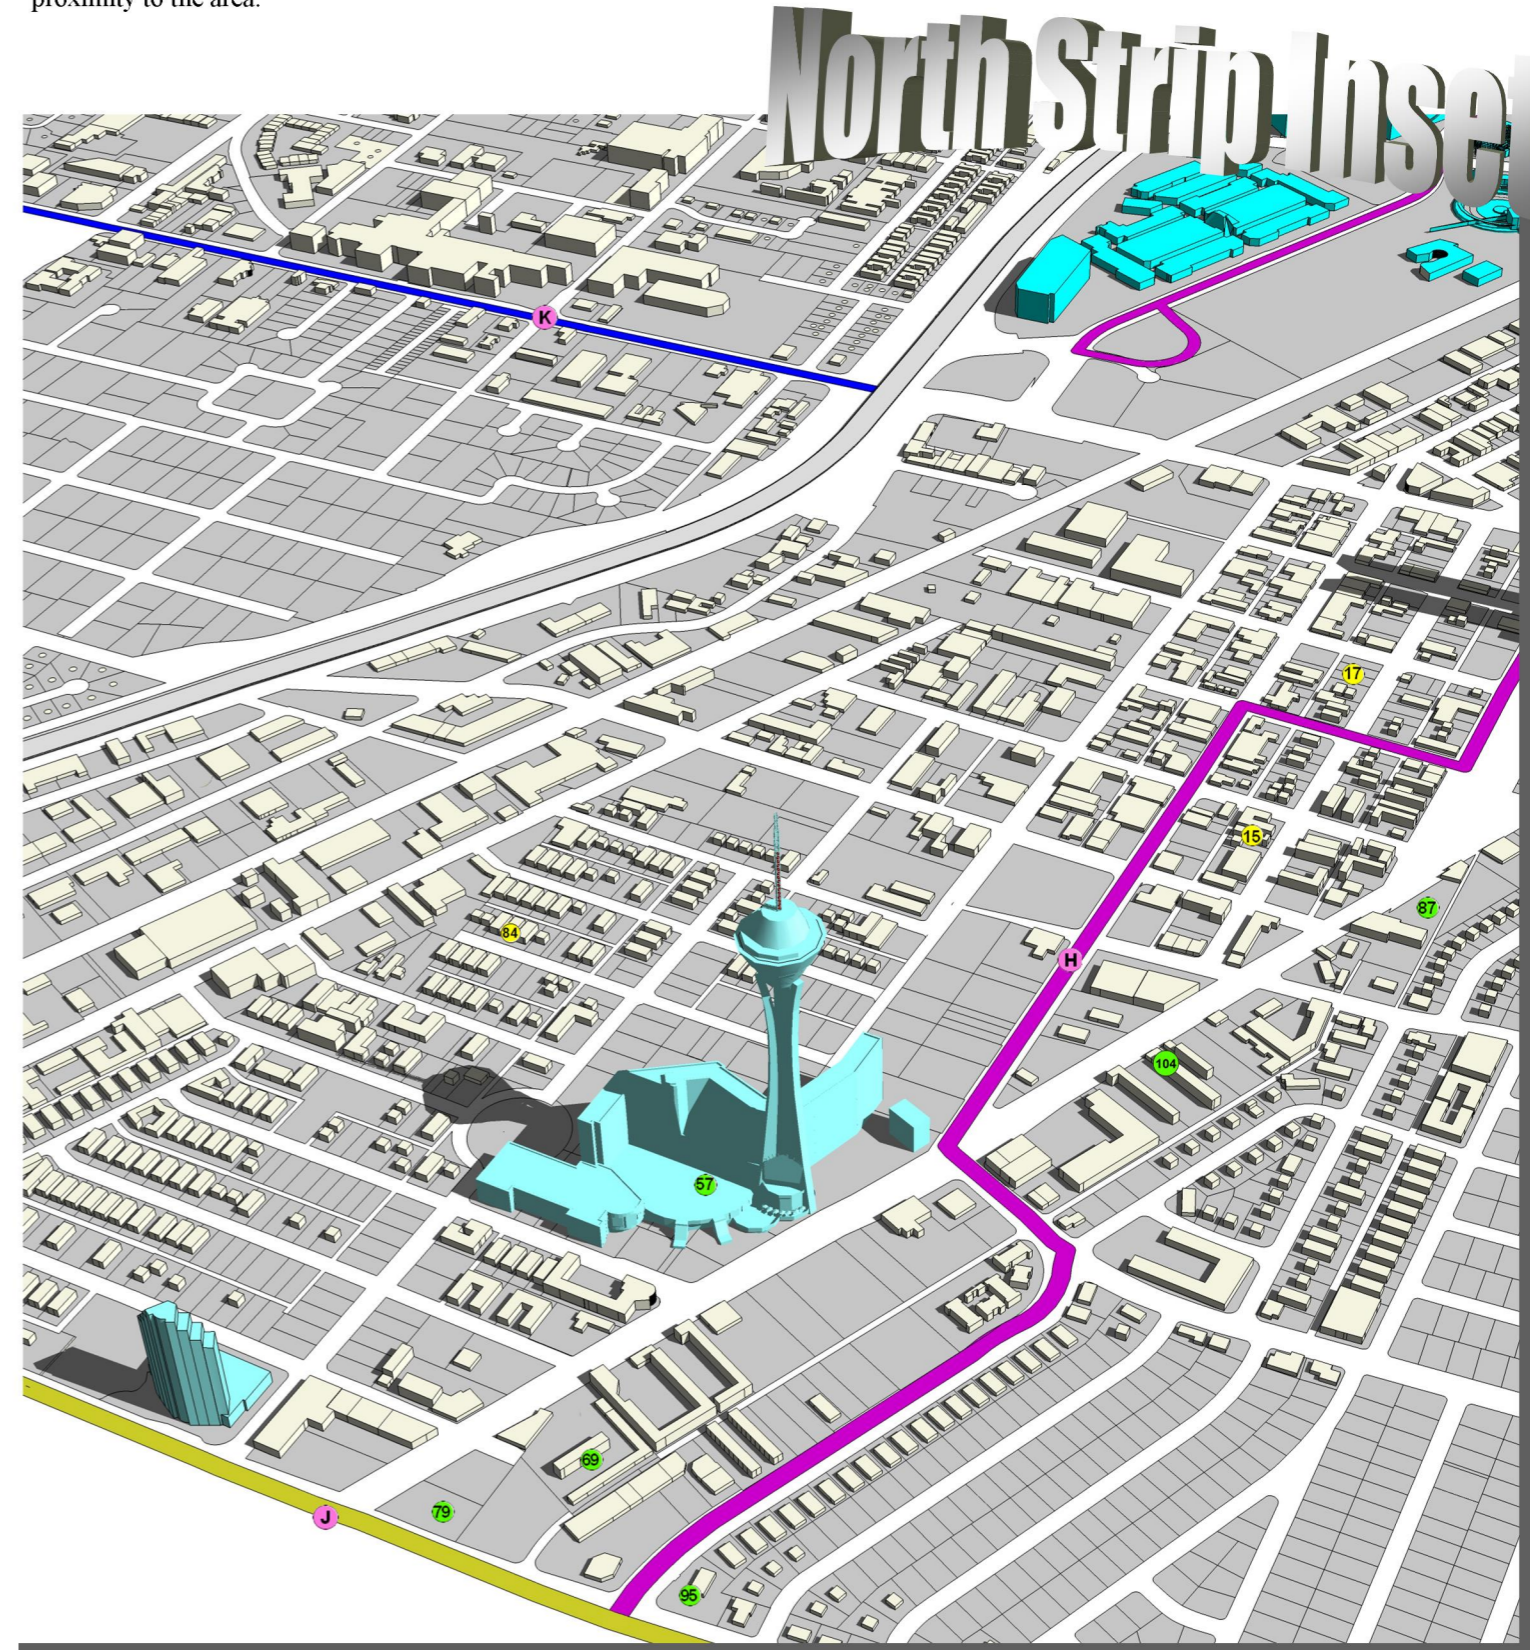 proximity to the area.
North Strip Inset
K
17
15
87
84
H
104
57
69
79
J
95